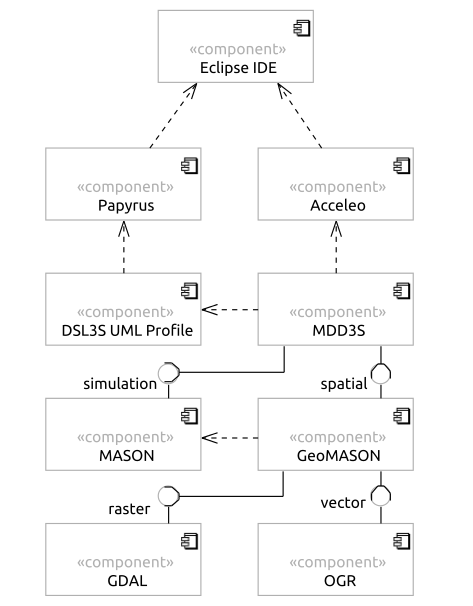 «component»
Eclipse IDE
«component»
Papyrus
«component»
Acceleo
«component»
DSL3S UML Profile
«component»
MDD3S
simulation
spatial
«component»
MASON
«component»
GeoMASON
raster
vector
«component»
GDAL
«component»
OGR